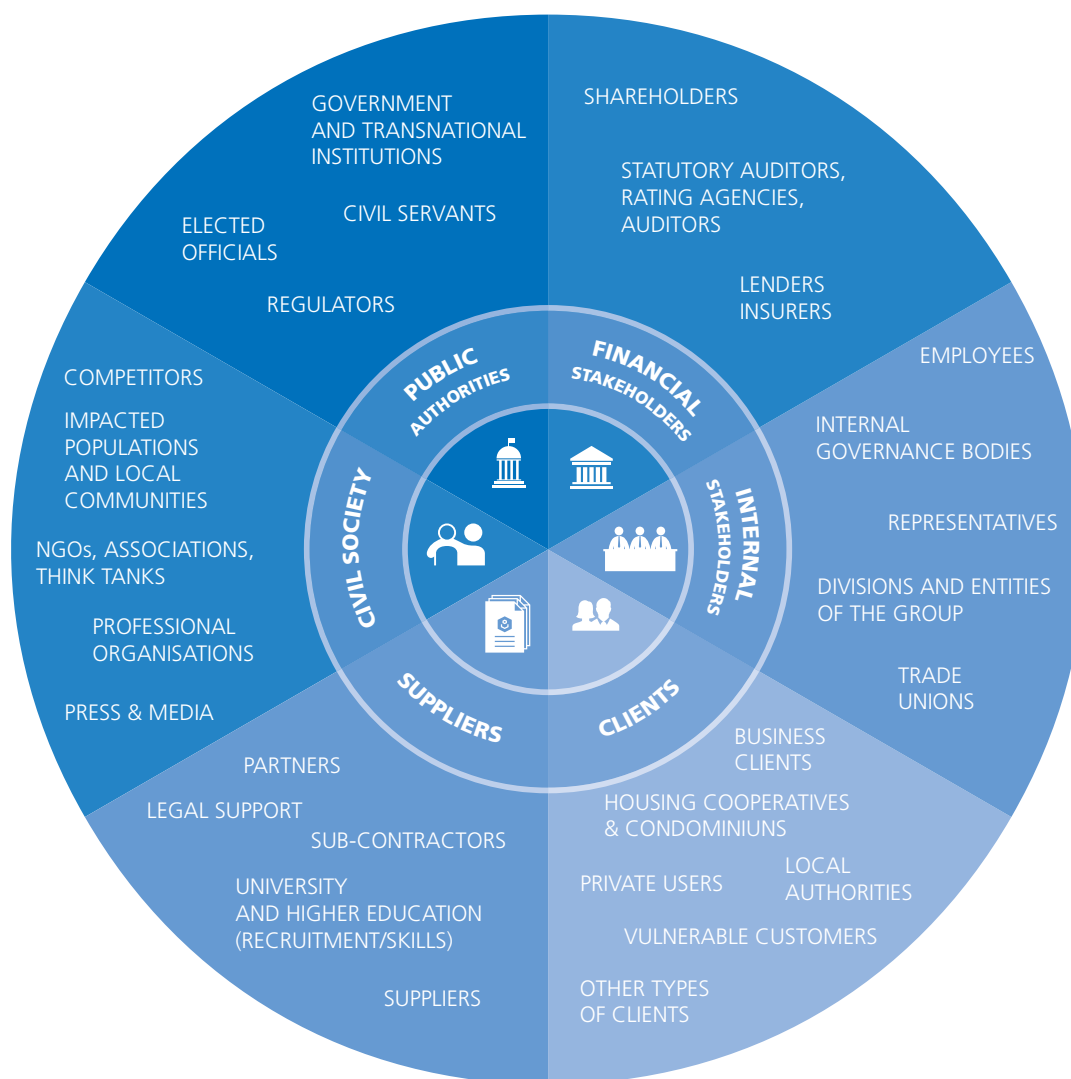 GOVERNMENT
AND TRANSNATIONAL
INSTITUTIONS
CIVIL SERVANTS
ELECTED
OFFICIALS
REGULATORS
SHAREHOLDERS
STATUTORY AUDITORS,
RATING AGENCIES,
AUDITORS
LENDERS
INSURERS
EMPLOYEES
INTERNAL
GOVERNANCE BODIES
REPRESENTATIVES
DIVISIONS AND ENTITIES
OF THE GROUP
TRADE
UNIONS
BUSINESS
CLIENTS
HOUSING COOPERATIVES
& CONDOMINIUNS
LOCAL
AUTHORITIES
PRIVATE USERS
VULNERABLE CUSTOMERS
OTHER TYPES
OF CLIENTS
PARTNERS
LEGAL SUPPORT
SUB-CONTRACTORS
UNIVERSITY
AND HIGHER EDUCATION
(RECRUITMENT/SKILLS)
SUPPLIERS
COMPETITORS
IMPACTED
POPULATIONS
AND LOCAL
COMMUNITIES
NGOs, ASSOCIATIONS,
THINK TANKS
PROFESSIONAL
ORGANISATIONS
PRESS & MEDIA
PUBLIC
AUTHORITIES
FINANCIAL
STAKEHOLDERS
INTERNAL
STAKEHOLDERS
CLIENTS
SUPPLIERS
CIVIL SOCIETY